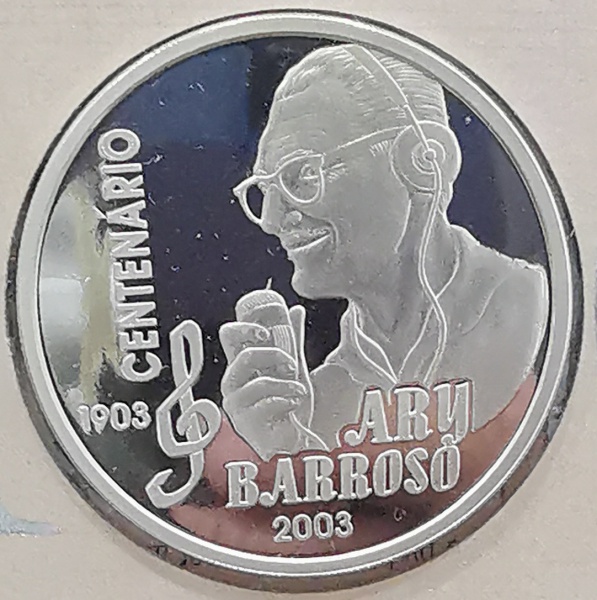 CENTENÁRIO
1903
ARY
BARROSO
2003